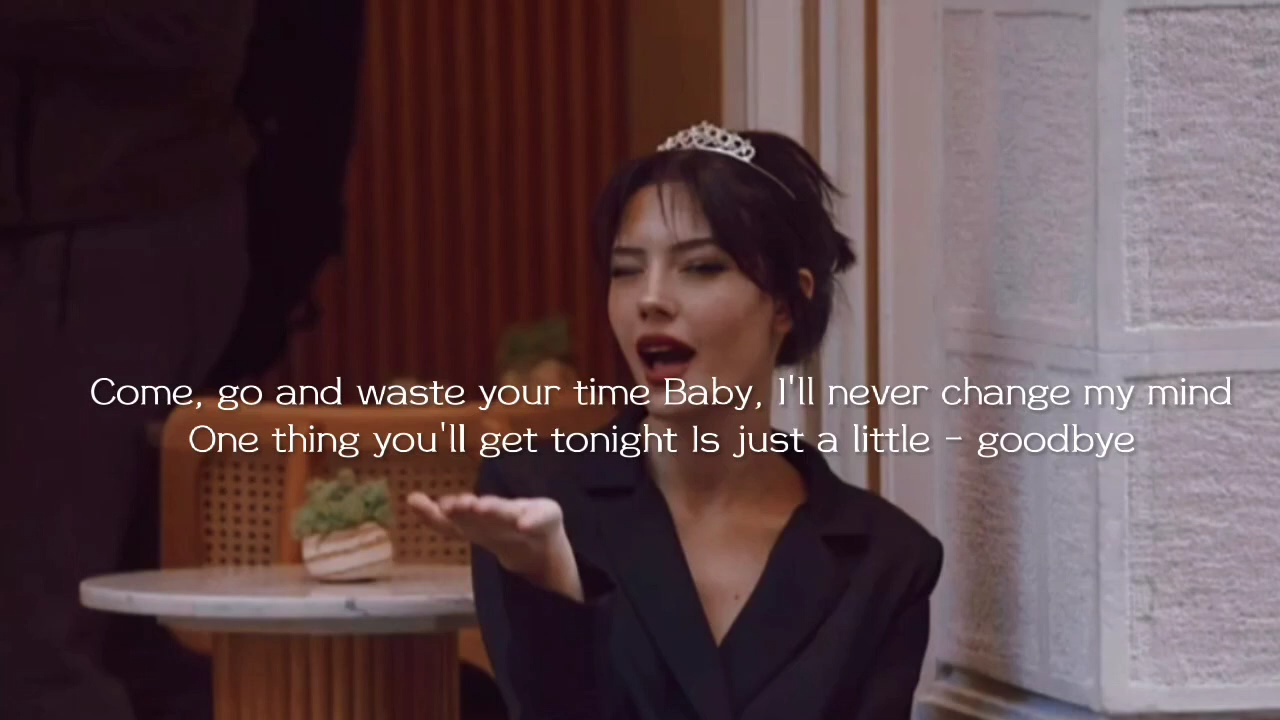 Come, go and waste your time Baby, I'll never change my mind
One thing you'll get tonight Is just a little - goodbye